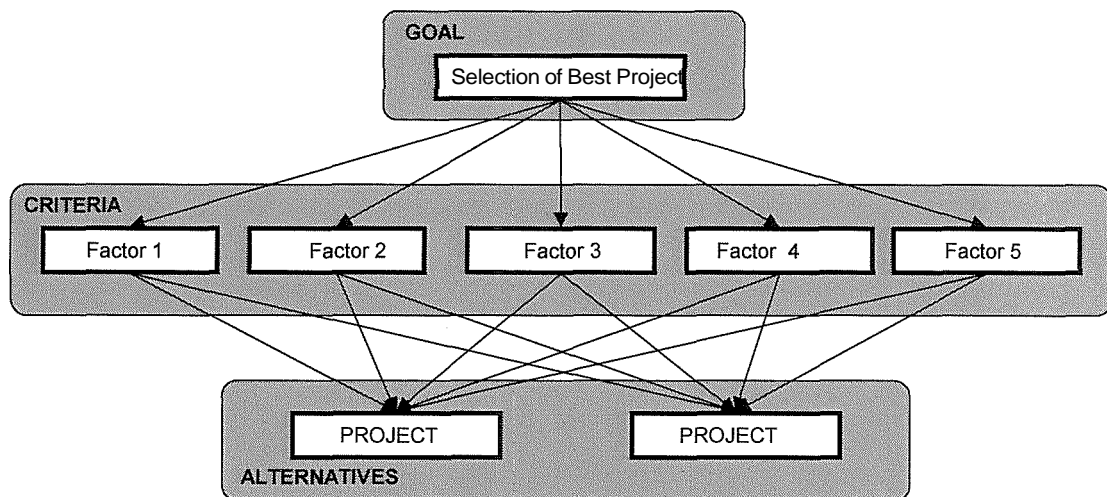 GOAL
Selection of Best Project
CRITERIA
Factor 1
Factor 2
Factor 3
Factor 4
Factor 5
PROJECT
PROJECT
ALTERNATIVES